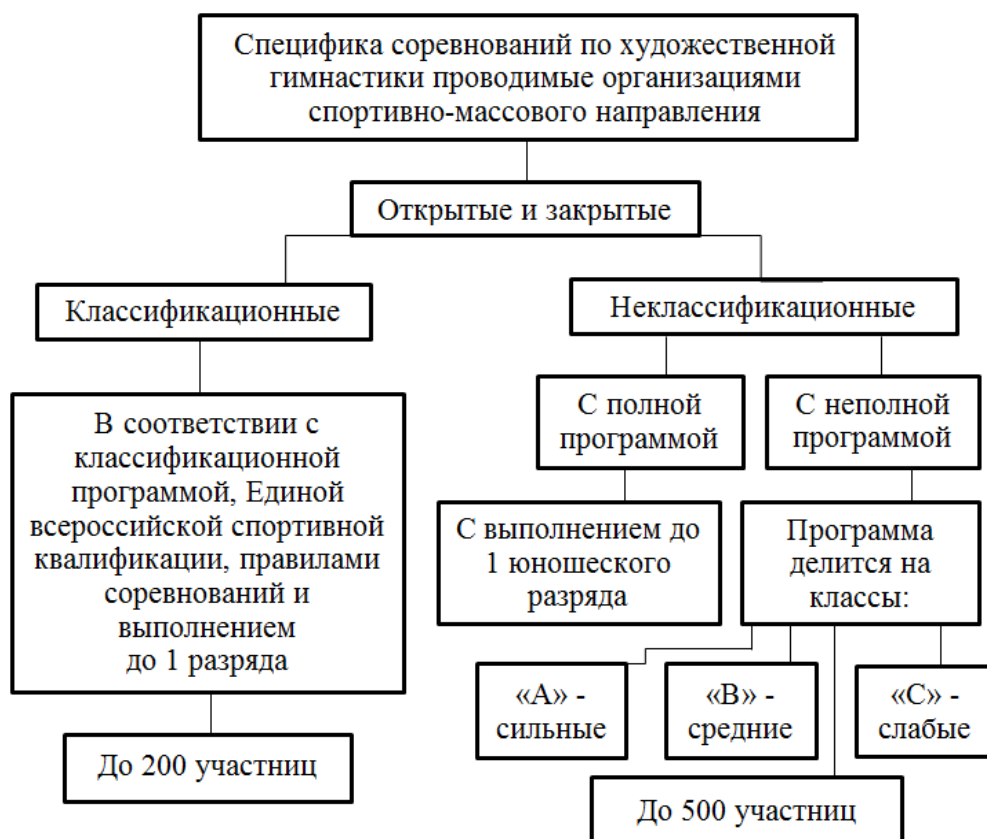 Специфика соревнований по художественной
гимнастики проводимые организациями
спортивно-массового направления
Открытые и закрытые
Классификационные
Неклассификационные
В соответствии с
классификационной
программой, Единой
всероссийской спортивной
квалификации, правилами
соревнований и
выполнением
до 1 разряда
До 200 участниц
С полной
программой
С неполной
программой
С выполнением до
1 юношеского
разряда
Программа
делится на
классы:
«А» -
сильные
«В» -
средние
«С» -
слабые
До 500 участниц